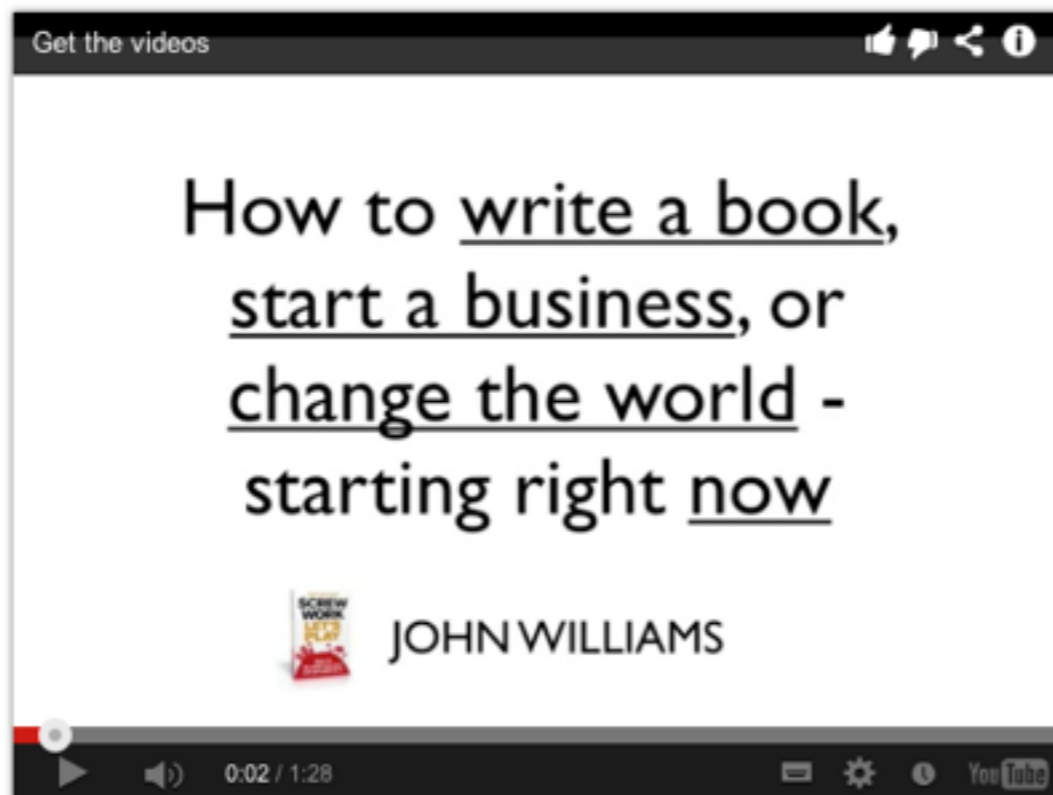 Get the videos
How to write a book,
start a business, or
change the world -
starting right now
SCREW
WORK
LET'S
PLAY
JOHN WILLIAMS
0:02 / 1:28
YouTube